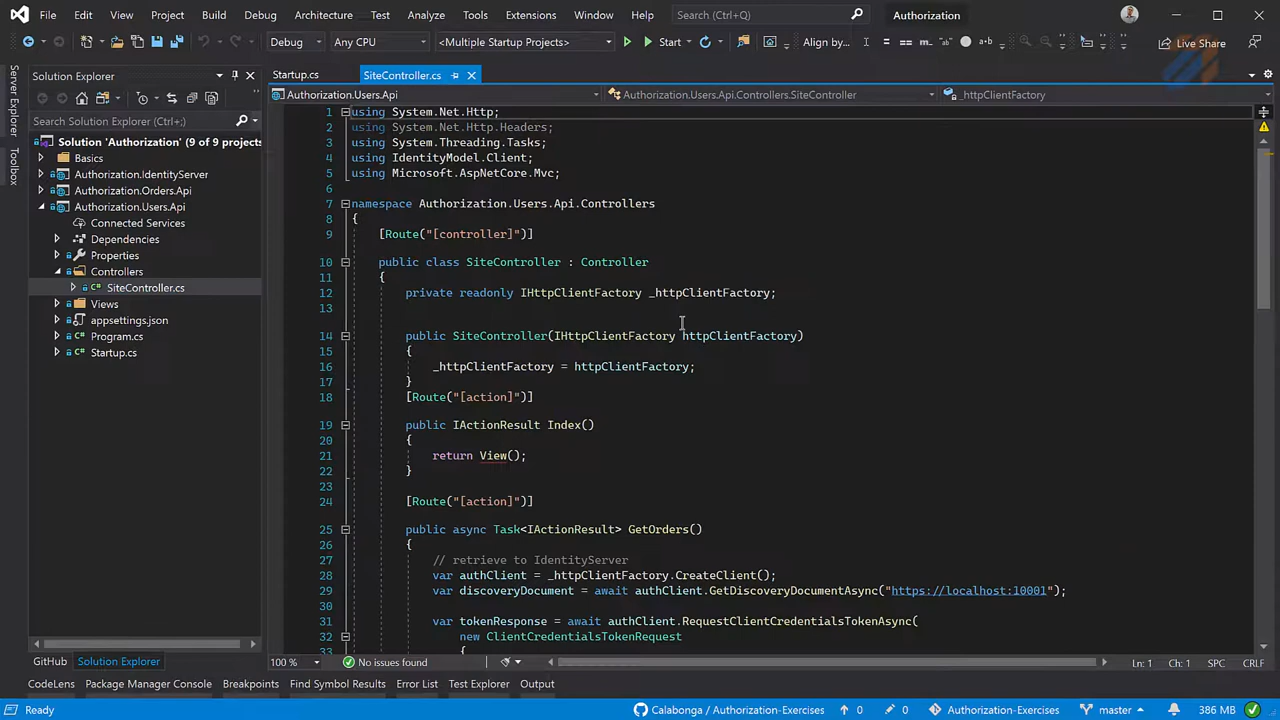 File Edit View Project Build Debug Architecture Test Analyze Tools Extensions Window Help Search (Ctrl+Q) Authorization
Debug Any CPU <Multiple Startup Projects> Start Align by... Live Share
Server Explorer
Toolbox
Solution Explorer
Search Solution Explorer (Ctrl+;)
Solution 'Authorization' (9 of 9 projects
Basics
Authorization.IdentityServer
Authorization.Orders.Api
Authorization.Users.Api
Connected Services
Dependencies
Properties
Controllers
C# SiteController.cs
Views
appsettings.json
C# Program.cs
C# Startup.cs
GitHub Solution Explorer
Startup.cs SiteController.cs
Authorization.Users.Api Authorization.Users.Api.Controllers.SiteController _httpClientFactory
1 using System.Net.Http;
2 using System.Net.Http.Headers;
3 using System.Threading.Tasks;
4 using IdentityModel.Client;
5 using Microsoft.AspNetCore.Mvc;
6
7 namespace Authorization.Users.Api.Controllers
8 {
9 [Route("[controller]")]
10 public class SiteController : Controller
11 {
12 private readonly IHttpClientFactory _httpClientFactory;
13
14 public SiteController(IHttpClientFactory httpClientFactory)
15 {
16 _httpClientFactory = httpClientFactory;
17 }
18 [Route("[action]")]
19 public IActionResult Index()
20 {
21 return View();
22 }
23
24 [Route("[action]")]
25 public async Task<IActionResult> GetOrders()
26 {
27 // retrieve to IdentityServer
28 var authClient = _httpClientFactory.CreateClient();
29 var discoveryDocument = await authClient.GetDiscoveryDocumentAsync("https://localhost:10001");
30
31 var tokenResponse = await authClient.RequestClientCredentialsTokenAsync(
32 new ClientCredentialsTokenRequest
33 {
100 % No issues found Ln: 1 Ch: 1 SPC CRLF
CodeLens Package Manager Console Breakpoints Find Symbol Results Error List Test Explorer Output
Ready Calabonga / Authorization-Exercises 0 0 Authorization-Exercises master 386 MB